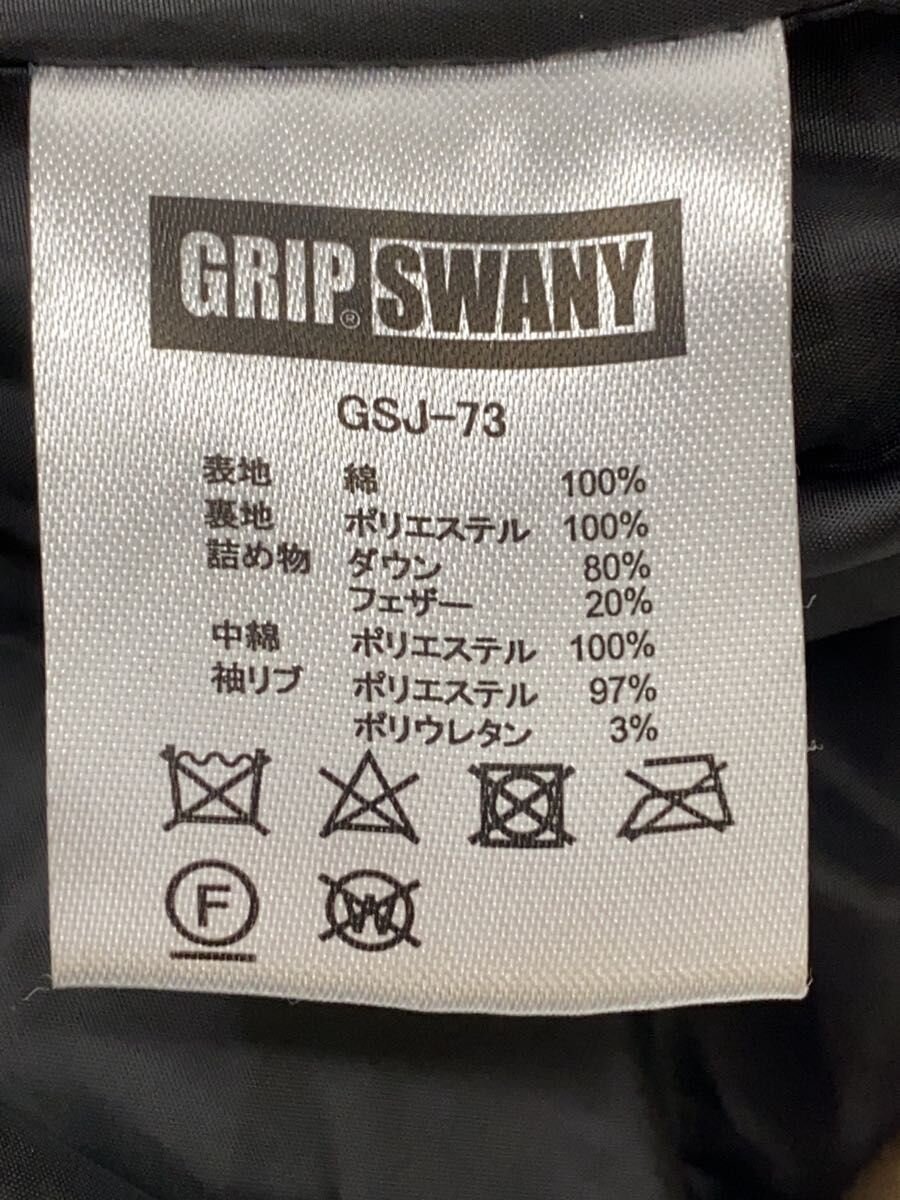 GRIP® SWANY
GSJ-73
表地 綿 100%
裏地 ポリエステル 100%
詰め物 ダウン 80%
フェザー 20%
中綿 ポリエステル 100%
袖リブ ポリエステル 97%
ポリウレタン 3%
F W